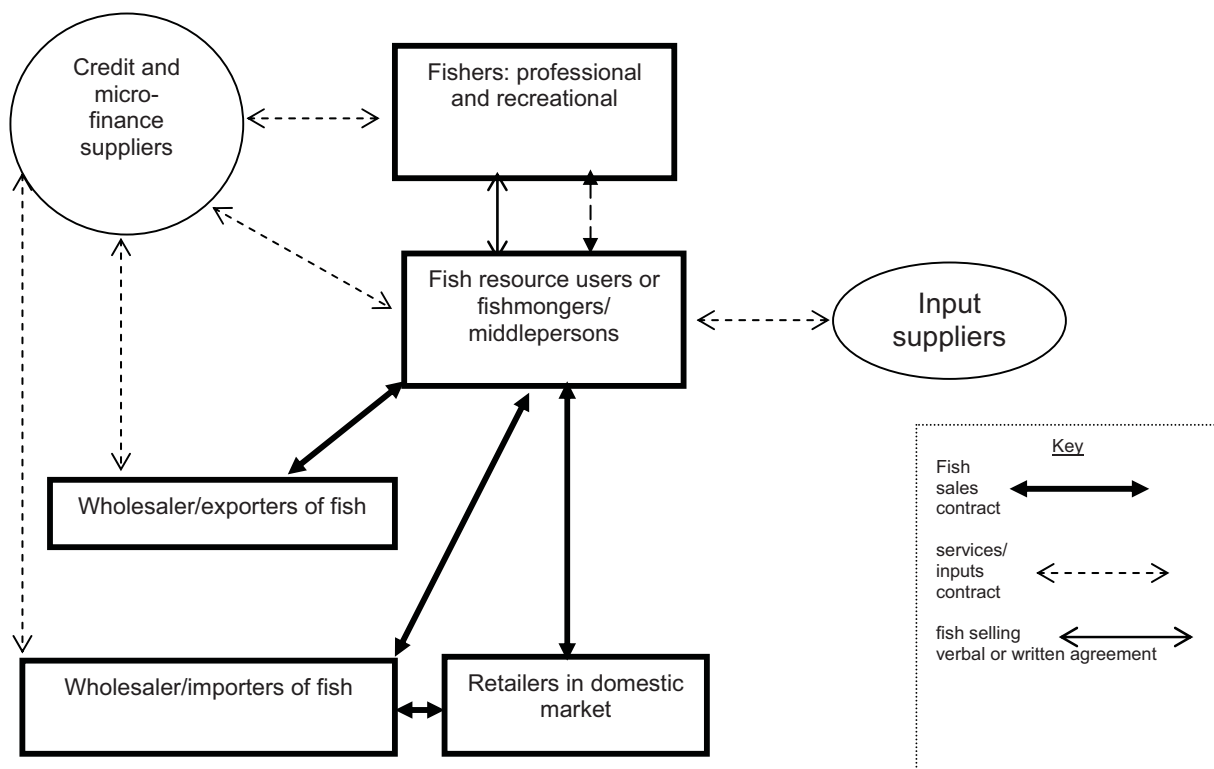 Credit and
micro-
finance
suppliers
Fishers: professional
and recreational
Fish resource users or
fishmongers/
middlepersons
Input
suppliers
Wholesaler/exporters of fish
Wholesaler/importers of fish
Retailers in domestic
market
Key
Fish
sales
contract
services/
inputs
contract
fish selling
verbal or written agreement